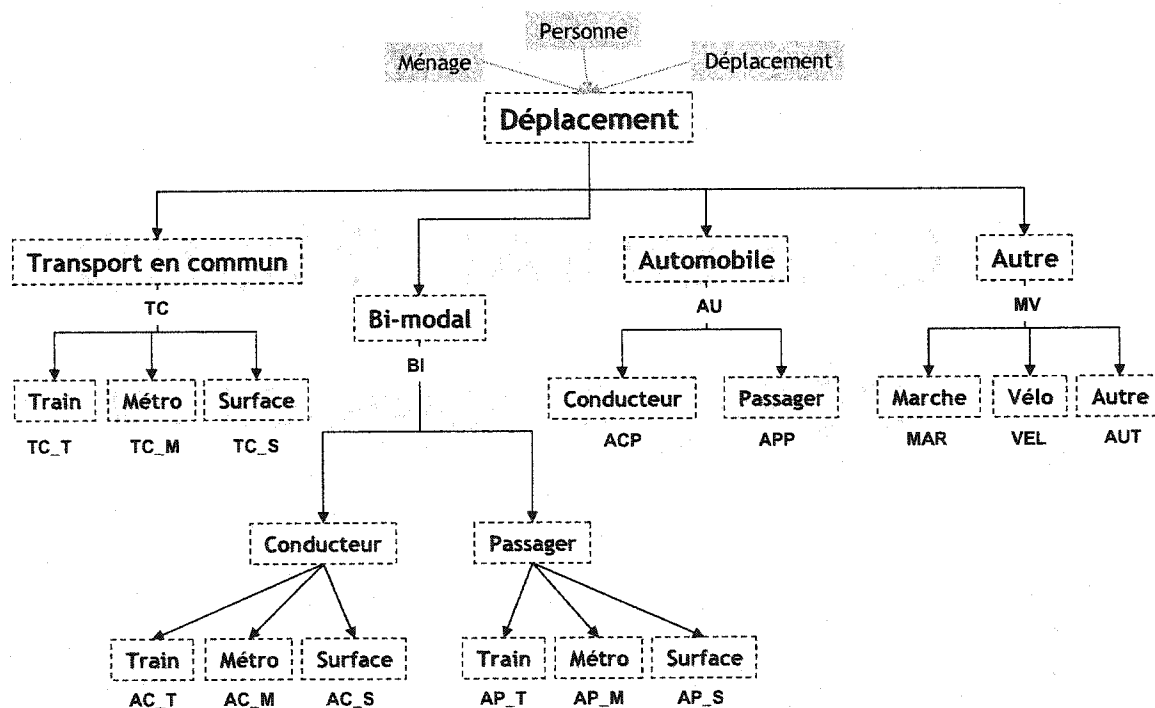 Personne
Ménage
Déplacement
Déplacement
Transport en commun
TC
Train
Métro
Surface
TC_T
TC_M
TC_S
Bi-modal
BI
Automobile
AU
Conducteur
Passager
ACP
APP
Autre
MV
Marche
Vélo
Autre
MAR
VEL
AUT
Conducteur
Passager
Train
Métro
Surface
AC_T
AC_M
AC_S
Train
Métro
Surface
AP_T
AP_M
AP_S